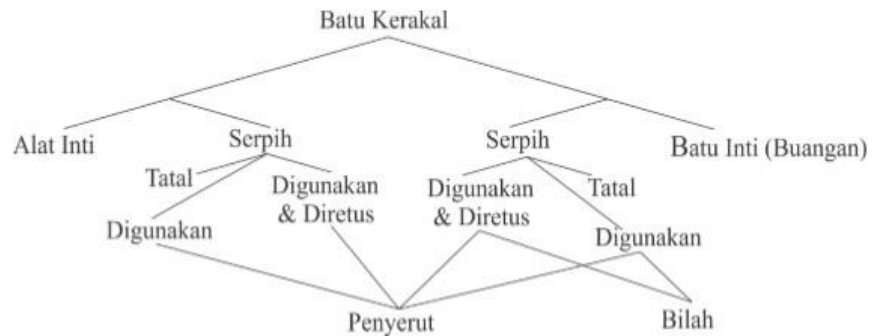 Batu Kerakal
Alat Inti
Serpih
Serpih
Batu Inti (Buangan)
Tatal
Digunakan
& Diretus
Digunakan
& Diretus
Tatal
Digunakan
Digunakan
Penyerut
Bilah